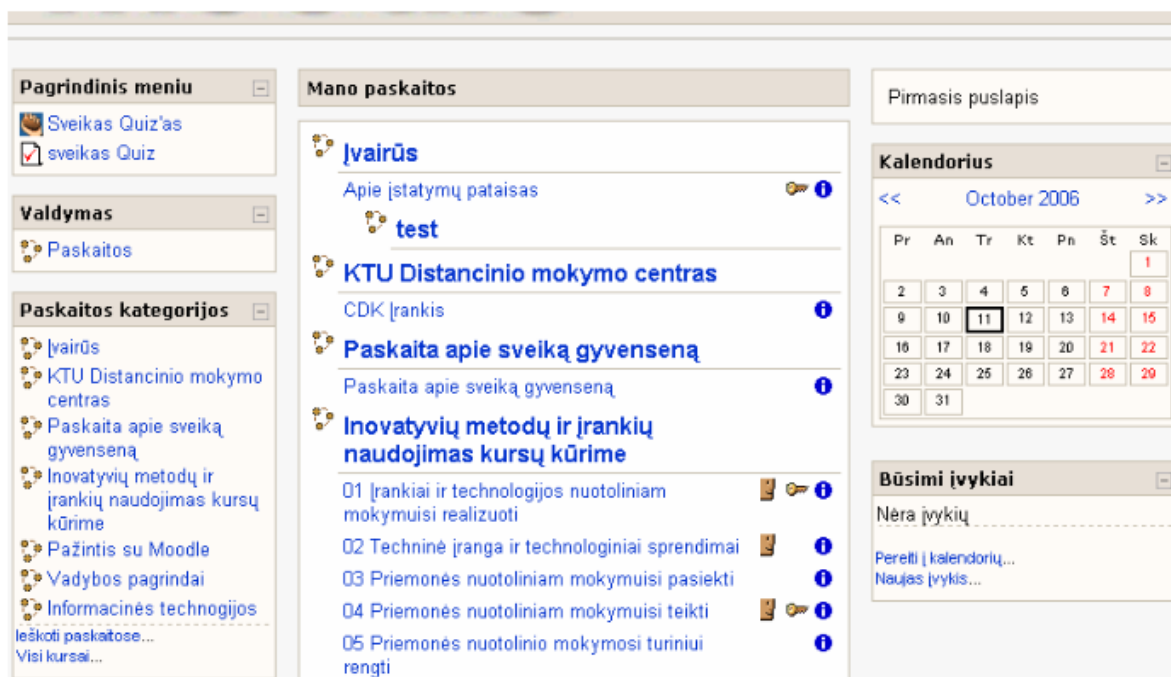 Pagrindinis meniu
Sveikas Quiz'as
sveikas Quiz
Valdymas
Paskaitos
Paskaitos kategorijos
Įvairūs
KTU Distancinio mokymo
centras
Paskaita apie sveiką
gyvenseną
Inovatyvių metodų ir
įrankių naudojimas kursų
kūrime
Pažintis su Moodle
Vadybos pagrindai
Informacinės technogijos
Ieškoti paskaitose...
Visi kursai...
Mano paskaitos
Įvairūs
Apie įstatymų pataisas
test
KTU Distancinio mokymo centras
CDK Įrankis
Paskaita apie sveiką gyvenseną
Paskaita apie sveiką gyvenseną
Inovatyvių metodų ir įrankių
naudojimas kursų kūrime
01 Įrankiai ir technologijos nuotoliniam
mokymuisi realizuoti
02 Techninė įranga ir technologiniai sprendimai
03 Priemonės nuotoliniam mokymuisi pasiekti
04 Priemonės nuotoliniam mokymuisi teikti
05 Priemonės nuotolinio mokymosi turiniui
rengti
Pirmasis puslapis
Kalendorius
<< October 2006 >>
Pr An Tr Kt Pn Št Sk
1
2 3 4 5 6 7 8
9 10 11 12 13 14 15
16 17 18 19 20 21 22
23 24 25 26 27 28 29
30 31
Būsimi įvykiai
Nėra įvykių
Pereiti į kalendorių...
Naujas įvykis...